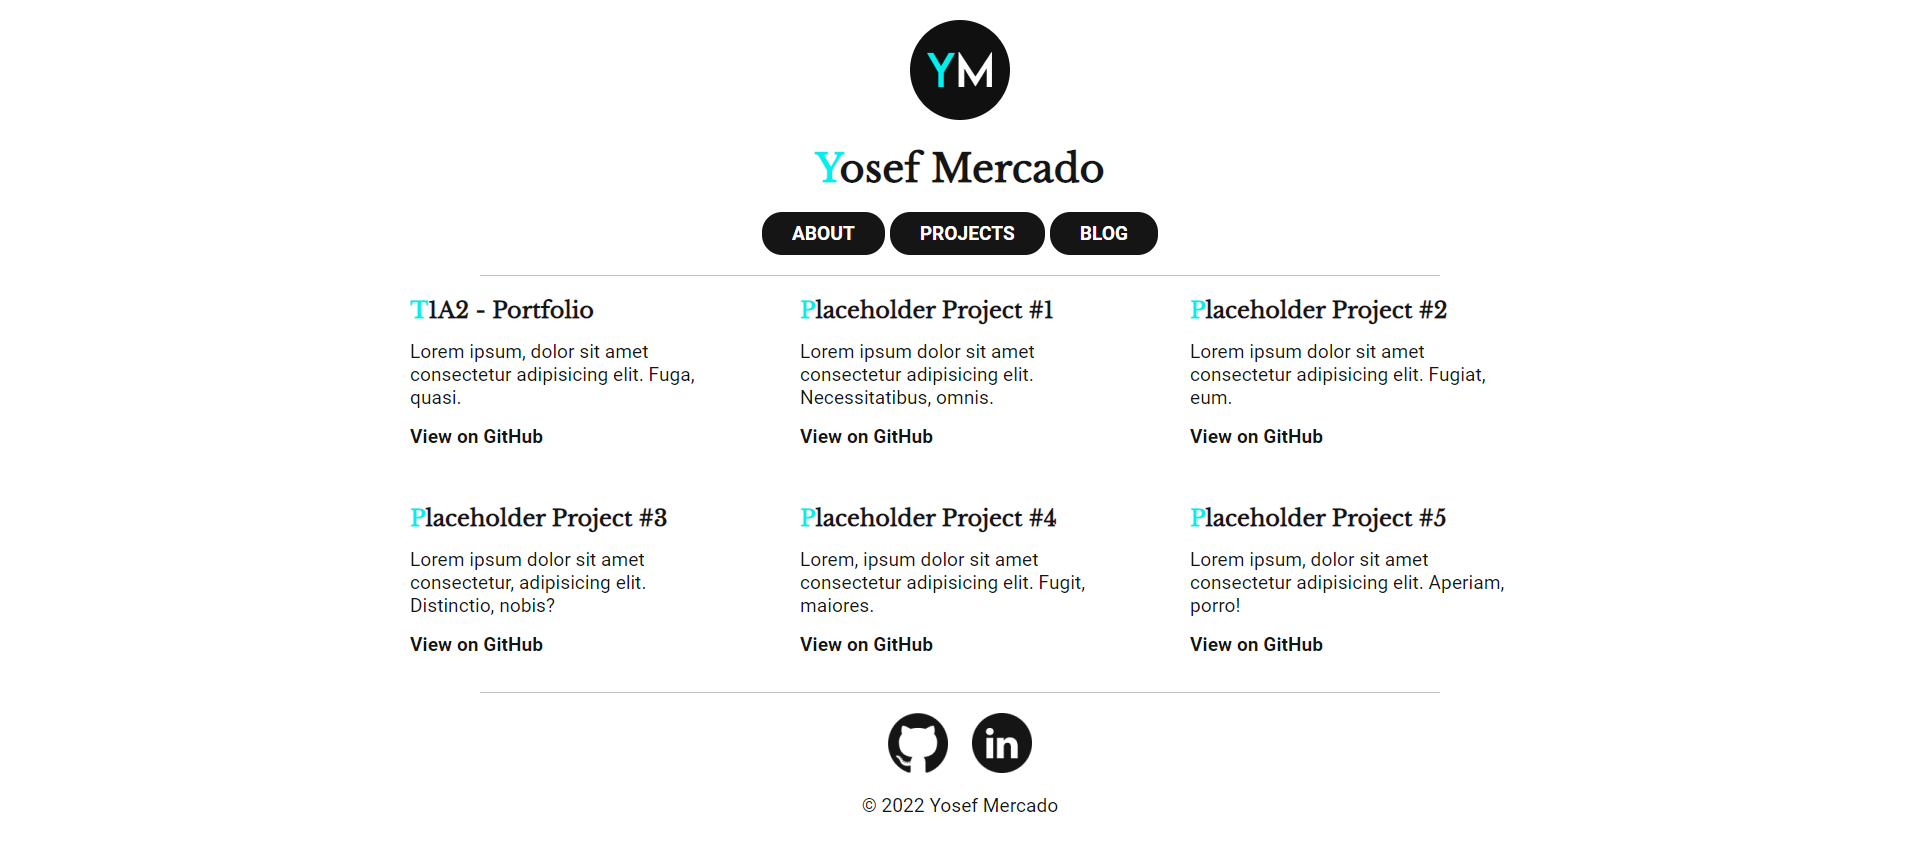 YM
Yosef Mercado
ABOUT PROJECTS BLOG
T1A2 - Portfolio
Lorem ipsum, dolor sit amet
consectetur adipisicing elit. Fuga,
quasi.
View on GitHub
Placeholder Project #1
Lorem ipsum dolor sit amet
consectetur adipisicing elit.
Necessitatibus, omnis.
View on GitHub
Placeholder Project #2
Lorem ipsum dolor sit amet
consectetur adipisicing elit. Fugiat,
eum.
View on GitHub
Placeholder Project #3
Lorem ipsum dolor sit amet
consectetur, adipisicing elit.
Distinctio, nobis?
View on GitHub
Placeholder Project #4
Lorem, ipsum dolor sit amet
consectetur adipisicing elit. Fugit,
maiores.
View on GitHub
Placeholder Project #5
Lorem ipsum, dolor sit amet
consectetur adipisicing elit. Aperiam,
porro!
View on GitHub
in
© 2022 Yosef Mercado